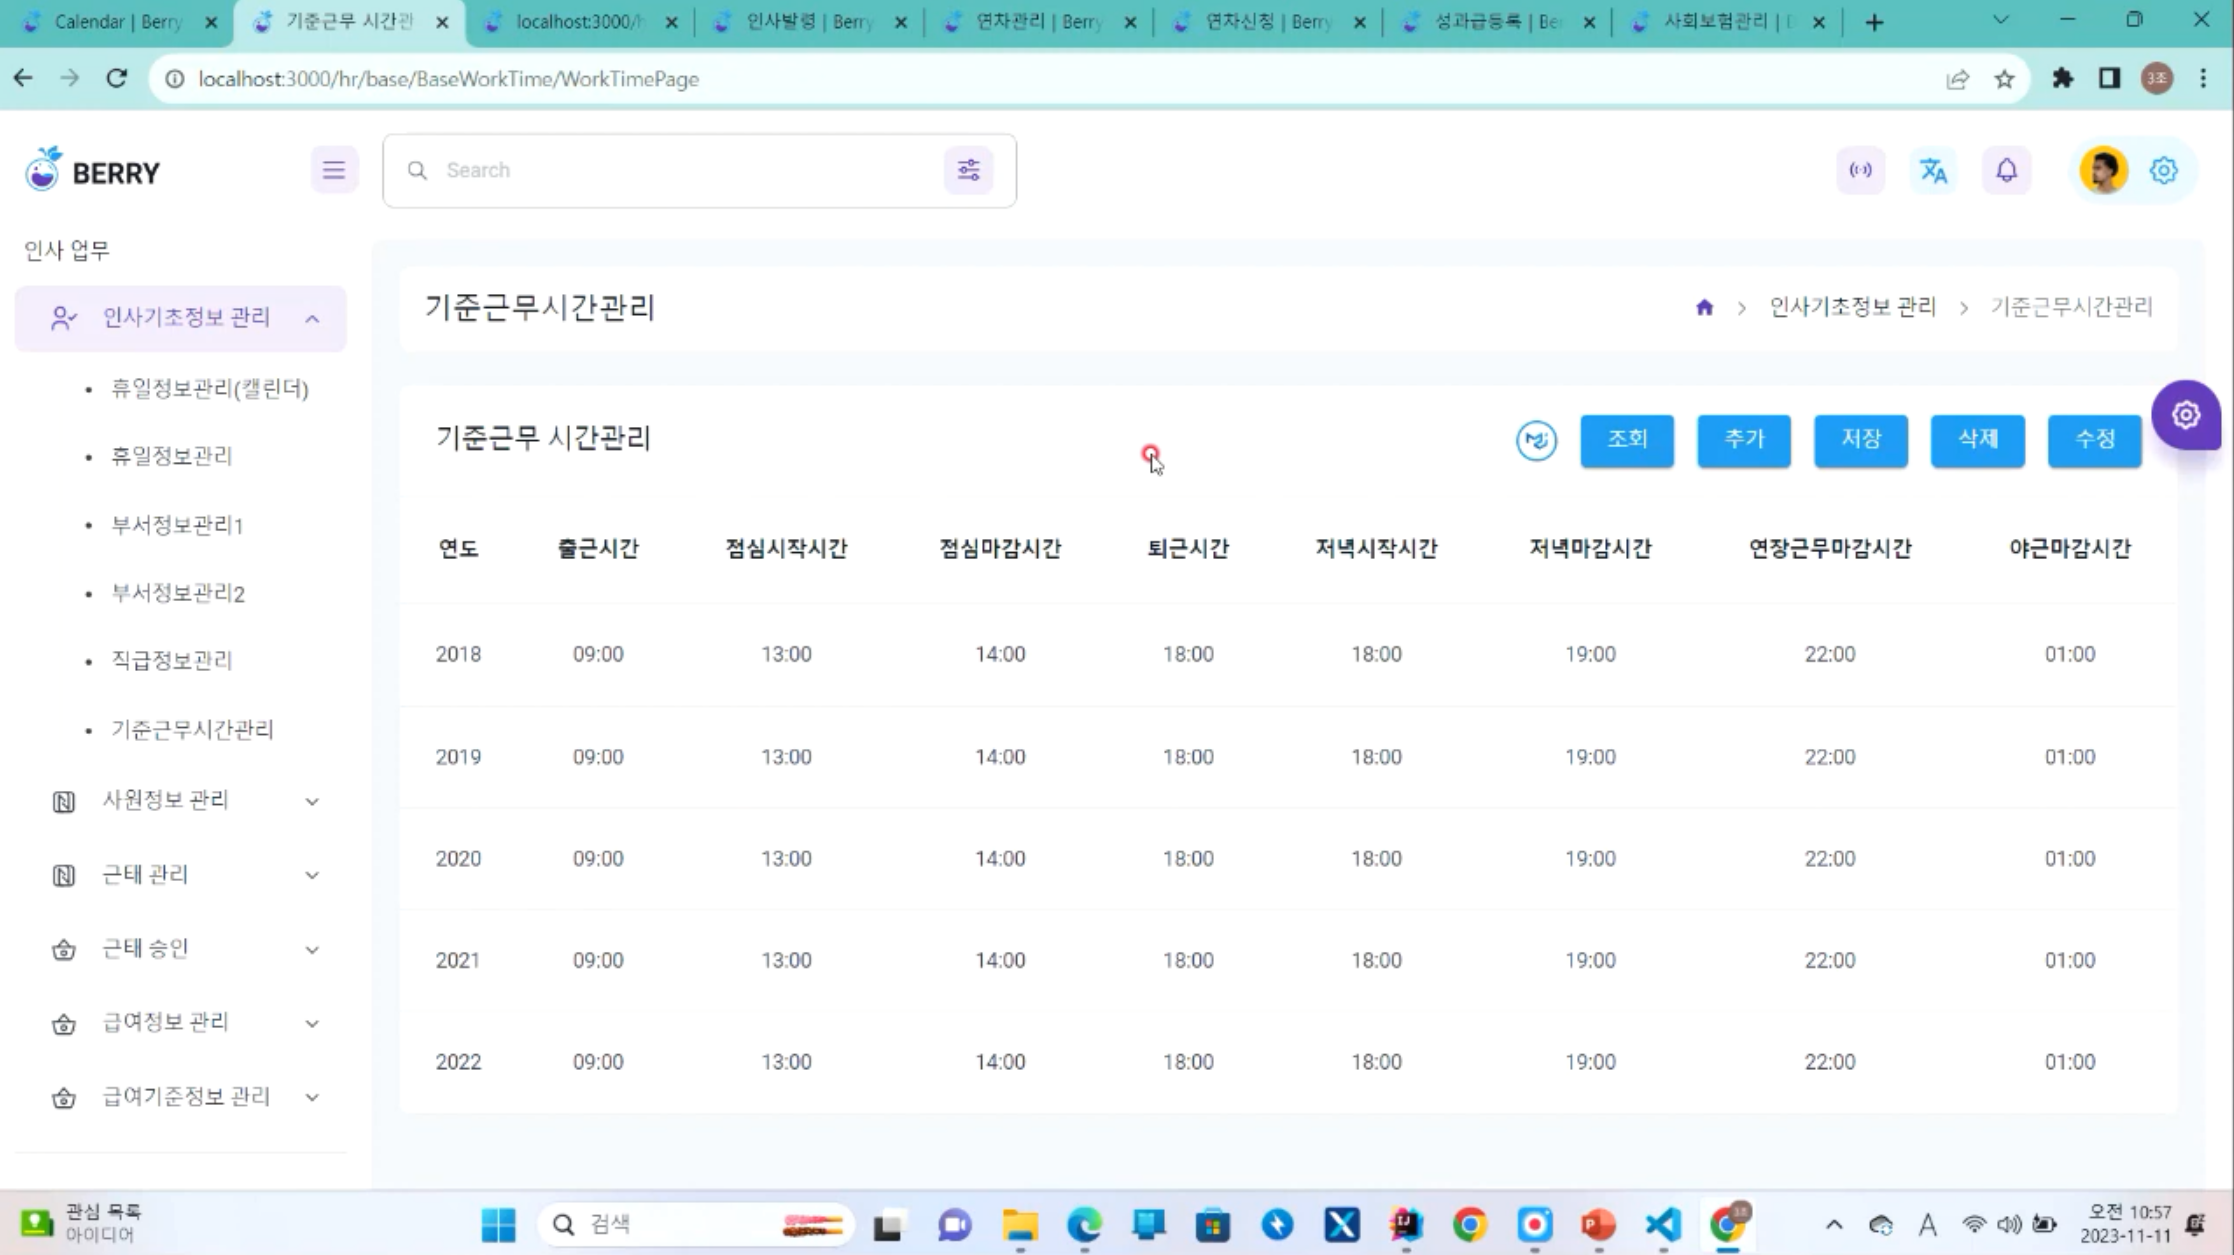 Calendar | Berry
기준근무 시간관
localhost:3000/h
인사발령 | Berry
연차관리 | Berry
연차신청 | Berry
성과급등록 | Be
사회보험관리 |
localhost:3000/hr/base/BaseWorkTime/WorkTimePage
3조
BERRY
Search
인사 업무
인사기초정보 관리
휴일정보관리(캘린더)
휴일정보관리
부서정보관리1
부서정보관리2
직급정보관리
기준근무시간관리
사원정보 관리
근태 관리
근태 승인
급여정보 관리
급여기준정보 관리
기준근무시간관리
인사기초정보 관리 > 기준근무시간관리
기준근무 시간관리
조회 추가 저장 삭제 수정
연도 출근시간 점심시작시간 점심마감시간 퇴근시간 저녁시작시간 저녁마감시간 연장근무마감시간 야근마감시간
2018 09:00 13:00 14:00 18:00 18:00 19:00 22:00 01:00
2019 09:00 13:00 14:00 18:00 18:00 19:00 22:00 01:00
2020 09:00 13:00 14:00 18:00 18:00 19:00 22:00 01:00
2021 09:00 13:00 14:00 18:00 18:00 19:00 22:00 01:00
2022 09:00 13:00 14:00 18:00 18:00 19:00 22:00 01:00
관심 목록
아이디어
검색
A
오전 10:57
2023-11-11